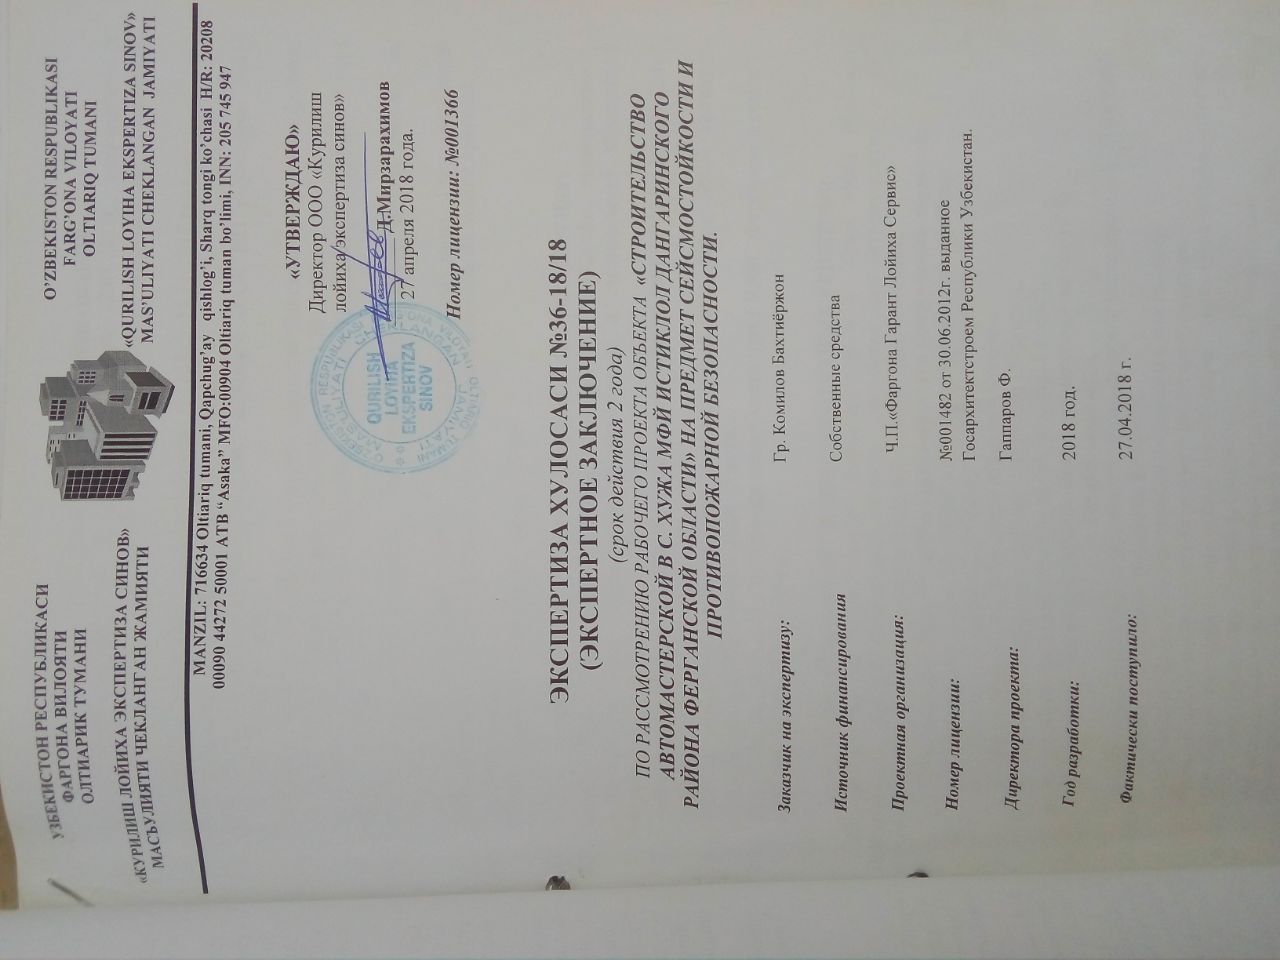 УЗБЕКИСТОН РЕСПУБЛИКАСИ
ФАРГОНА ВИЛОЯТИ
ОЛТИАРИК ТУМАНИ
«КУРИЛИШ ЛОЙИХА ЭКСПЕРТИЗА СИНОВ»
МАСЪУЛИЯТИ ЧЕКЛАНГАН ЖАМИЯТИ
O’ZBEKISTON RESPUBLIKASI
FARG’ONA VILOYATI
OLTIARIQ TUMANI
«QURILISH LOYIHA EKSPERTIZA SINOV»
MAS’ULIYATI CHEKLANGAN JAMIYATI
MANZIL: 716634 Oltiariq tumani, Qapchug’ay qishlog’i, Sharq tongi ko’chasi H/R: 20208
00090 44272 50001 ATB “Asaka” MFO:00904 Oltiariq tuman bo’limi, INN: 205 745 947
«УТВЕРЖДАЮ»
Директор ООО «Курилиш
лойиха экспертиза синов»
Д.Мирзарахимов
27 апреля 2018 года.
Номер лицензии: №001366
QURILISH
LOYIHA
EKSPERTIZA
SINOV
ЭКСПЕРТИЗА ХУЛОСАСИ №36-18/18
(ЭКСПЕРТНОЕ ЗАКЛЮЧЕНИЕ)
(срок действия 2 года)
ПО РАССМОТРЕНИЮ РАБОЧЕГО ПРОЕКТА ОБЪЕКТА «СТРОИТЕЛЬСТВО
АВТОМАСТЕРСКОЙ В С. ХУЖА МФЙ ИСТИКЛОЛ ДАНГАРИНСКОГО
РАЙОНА ФЕРГАНСКОЙ ОБЛАСТИ» НА ПРЕДМЕТ СЕЙСМОСТОЙКОСТИ И
ПРОТИВОПОЖАРНОЙ БЕЗОПАСНОСТИ.
Заказчик на экспертизу: Гр. Комилов Бахтиёржон
Источник финансирования Собственные средства
Проектная организация: Ч.П.«Фаргона Гарант Лойиха Сервис»
Номер лицензии: №001482 от 30.06.2012г. выданное
Госархитектстроем Республики Узбекистан.
Директора проекта: Гаппаров Ф.
Год разработки: 2018 год.
Фактически поступило: 27.04.2018 г.